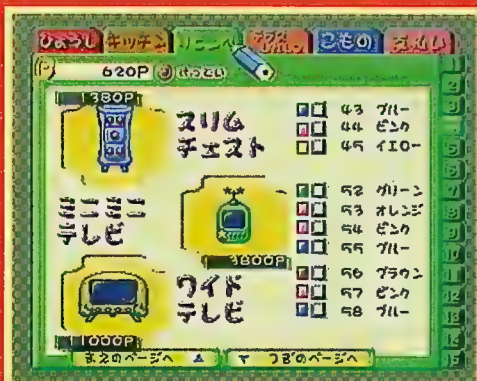 ひょうし キッチン りビング こもの
620P
1380P
スリム
チェスト
43 ブルー
44 ピンク
45 イエロー
ミニミニ
テレビ
3800P
52 グリーン
53 オレンジ
54 ピンク
55 ブルー
ワイド
テレビ
11000P
56 ブラウン
57 ピンク
58 ブルー
まえのページへ ▲ ▼ つぎのページへ